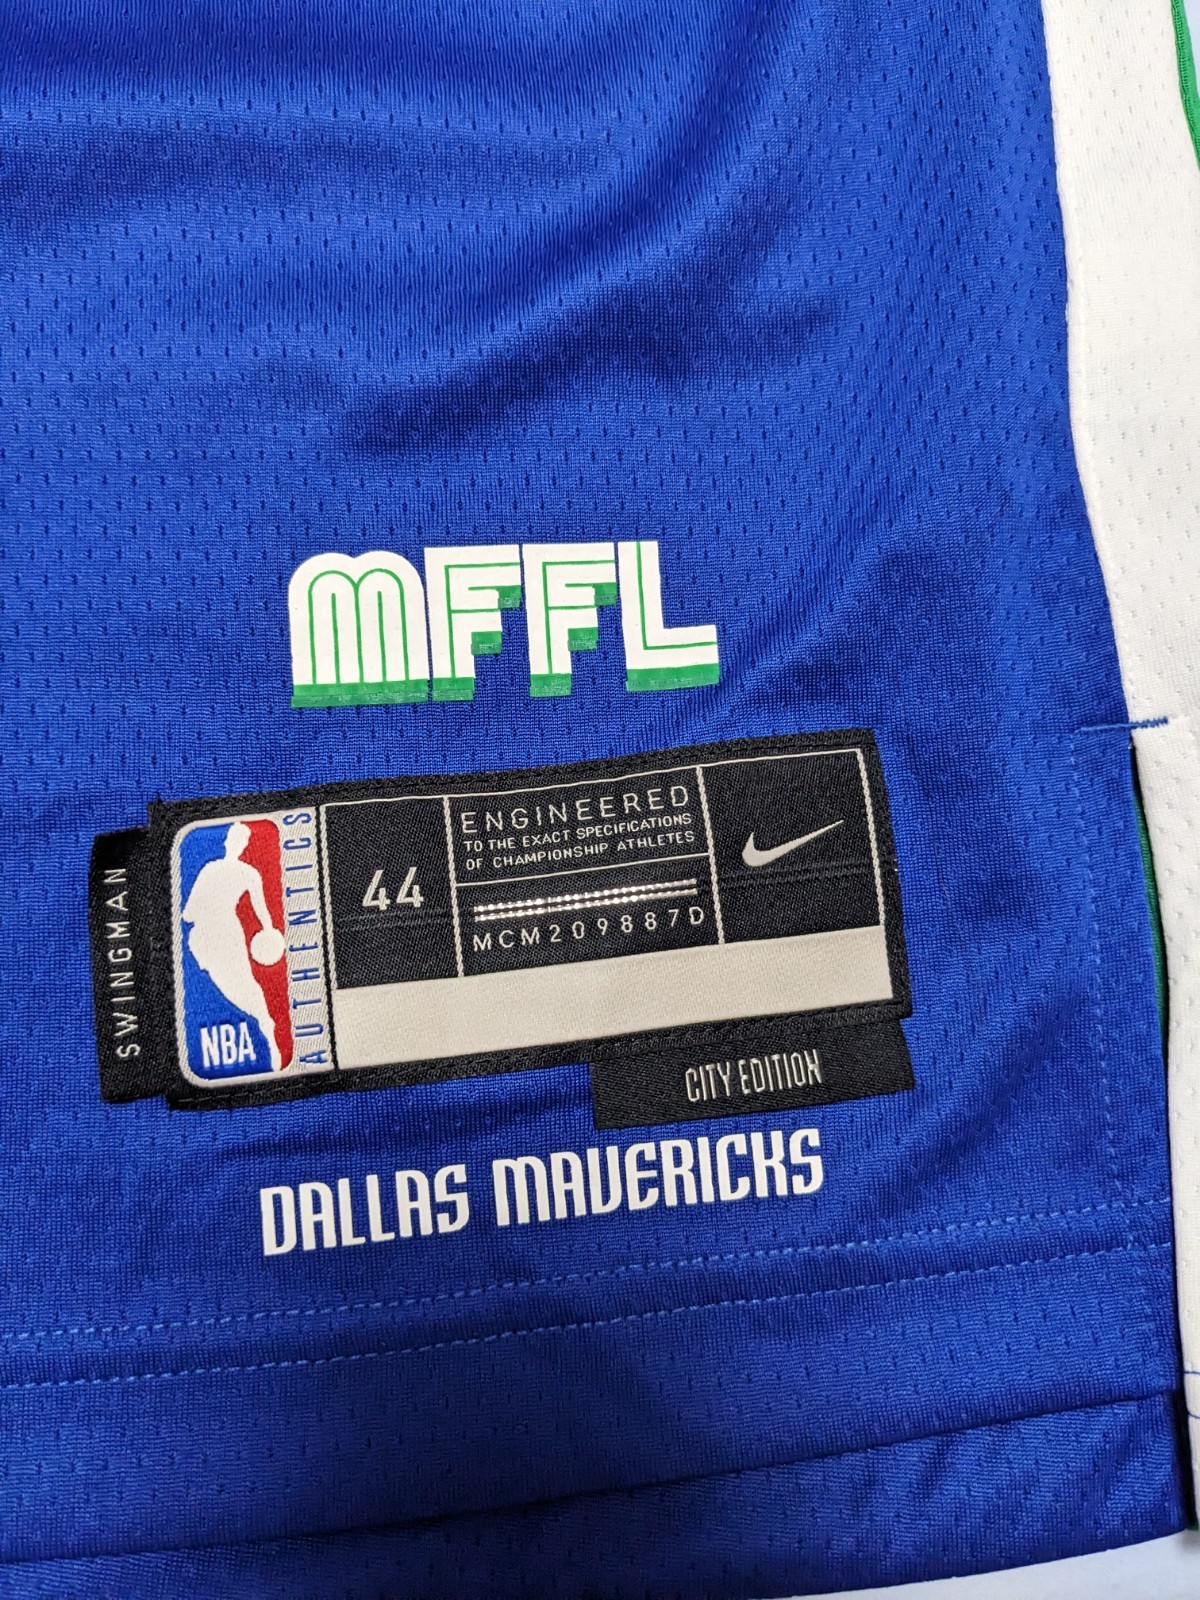 MFFL
SWINGMAN
NBA
AUTHENTICS
44
ENGINEERED
TO THE EXACT SPECIFICATIONS
OF CHAMPIONSHIP ATHLETES
MCM209887D
CITY EDITION
DALLAS MAVERICKS